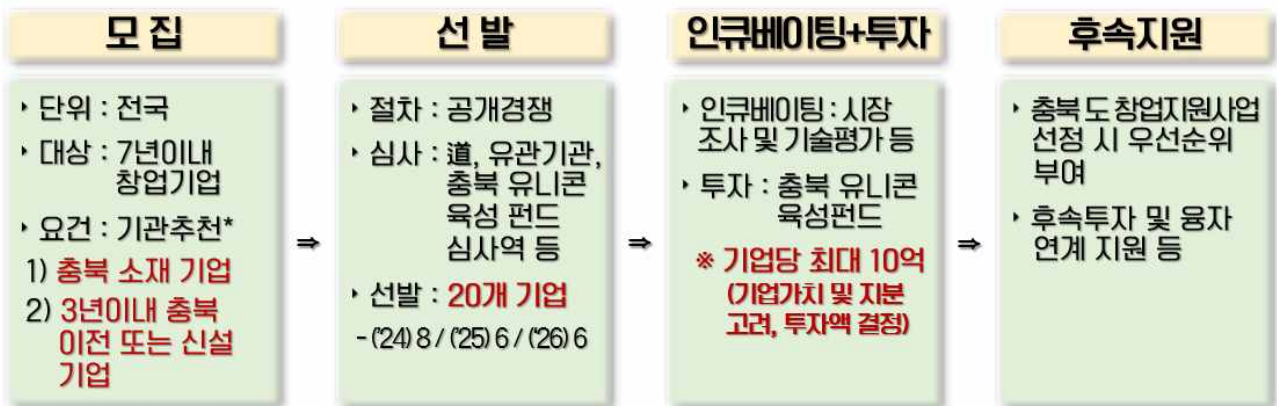 모 집
‣ 단위 : 전국
‣ 대상 : 7년이내
창업기업
‣ 요건 : 기관추천*
1) 충북 소재 기업
2) 3년이내 충북
이전 또는 신설
기업
⇒
선 발
‣ 절차 : 공개경쟁
‣ 심사 : 道, 유관기관,
충북 유니콘
육성 펀드
심사역 등
‣ 선발 : 20개 기업
- (’24) 8 / (’25) 6 / (’26) 6
⇒
인큐베이팅+투자
‣ 인큐베이팅 : 시장
조사 및 기술평가 등
‣ 투자 : 충북 유니콘
육성펀드
※ 기업당 최대 10억
(기업가치 및 지분
고려, 투자액 결정)
⇒
후속지원
‣ 충북 도 창업지원사업
선정 시 우선순위
부여
‣ 후속투자 및 융자
연계 지원 등